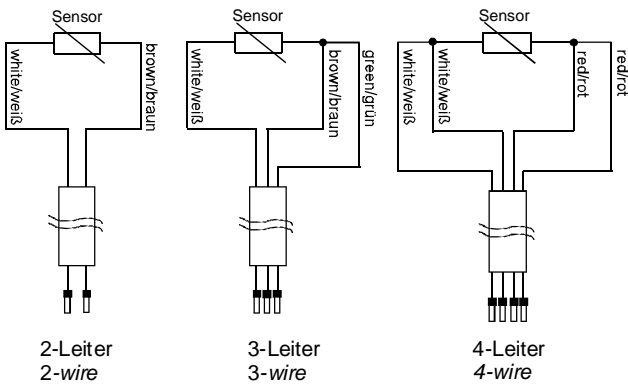 Sensor
white/weiß
brown/braun
2-Leiter
2-wire
Sensor
white/weiß
brown/braun
green/grün
3-Leiter
3-wire
Sensor
white/weiß
white/weiß
red/rot
red/rot
4-Leiter
4-wire